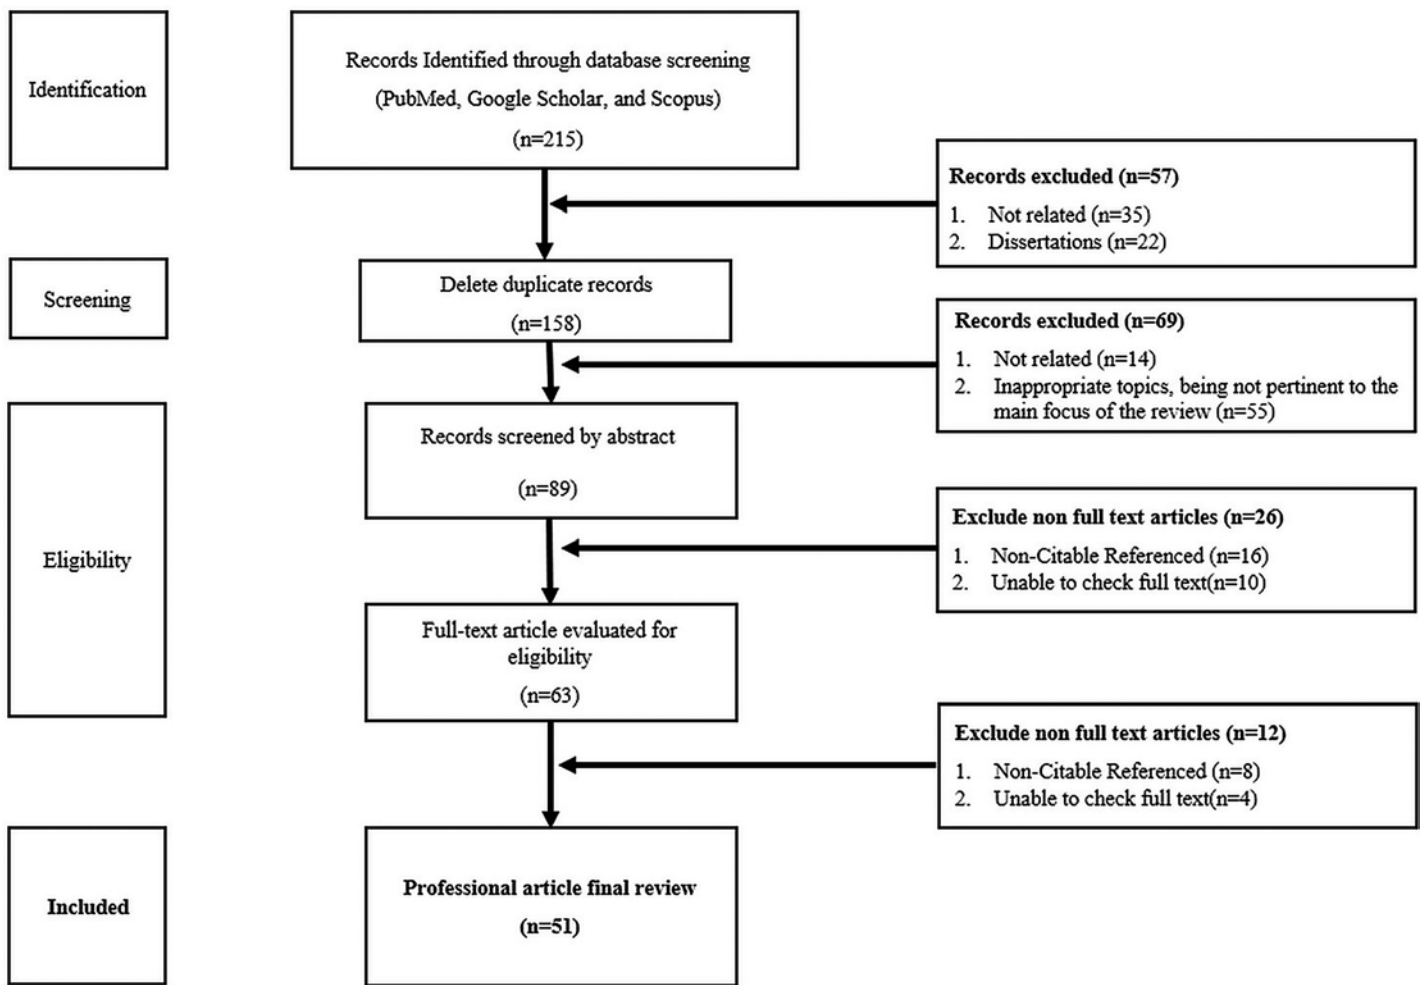 Identification
Records Identified through database screening
(PubMed, Google Scholar, and Scopus)
(n=215)
Records excluded (n=57)
1. Not related (n=35)
2. Dissertations (n=22)
Screening
Delete duplicate records
(n=158)
Records excluded (n=69)
1. Not related (n=14)
2. Inappropriate topics, being not pertinent to the
main focus of the review (n=55)
Eligibility
Records screened by abstract
(n=89)
Exclude non full text articles (n=26)
1. Non-Citable Referenced (n=16)
2. Unable to check full text(n=10)
Full-text article evaluated for
eligibility
(n=63)
Exclude non full text articles (n=12)
1. Non-Citable Referenced (n=8)
2. Unable to check full text(n=4)
Included
Professional article final review
(n=51)